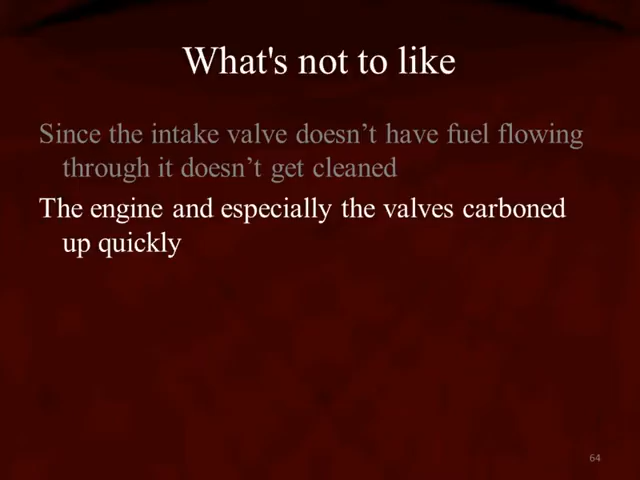 What's not to like
Since the intake valve doesn’t have fuel flowing
through it doesn’t get cleaned
The engine and especially the valves carboned
up quickly
64